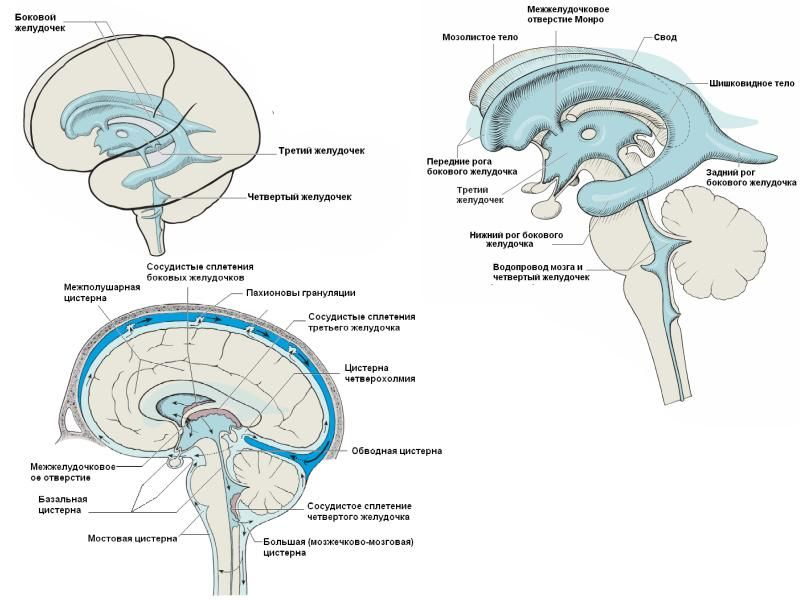 Боковой
желудочек
Третий желудочек
Четвертый желудочек
Межжелудочковое
отверстие Монро
Мозолистое тело
Свод
Шишковидное тело
Передние рога
бокового желудочка
Третий
желудочек
Задний рог
бокового желудочка
Нижний рог бокового
желудочка
Водопровод мозга и
четвертый желудочек
Сосудистые сплетения
боковых желудочков
Межполушарная
цистерна
Пахионовы грануляции
Сосудистые сплетения
третьего желудочка
Цистерна
четверохолмия
Обводная цистерна
Межжелудочковое
ое отверстие
Базальная
цистерна
Сосудистое сплетение
четвертого желудочка
Мостовая цистерна
Большая (мозжечково-мозговая)
цистерна